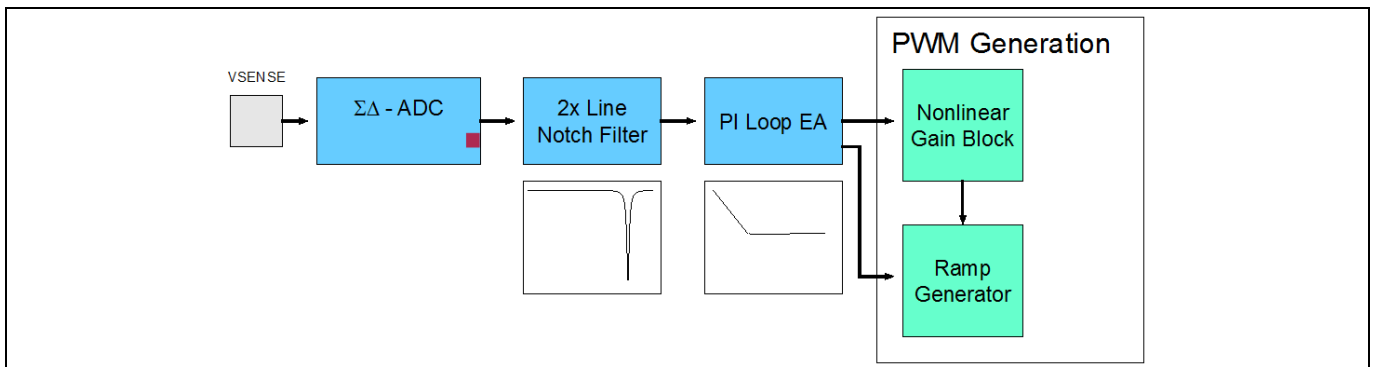 PWM Generation
VSENSE
ΣΔ - ADC
2x Line
Notch Filter
PI Loop EA
Nonlinear
Gain Block
Ramp
Generator